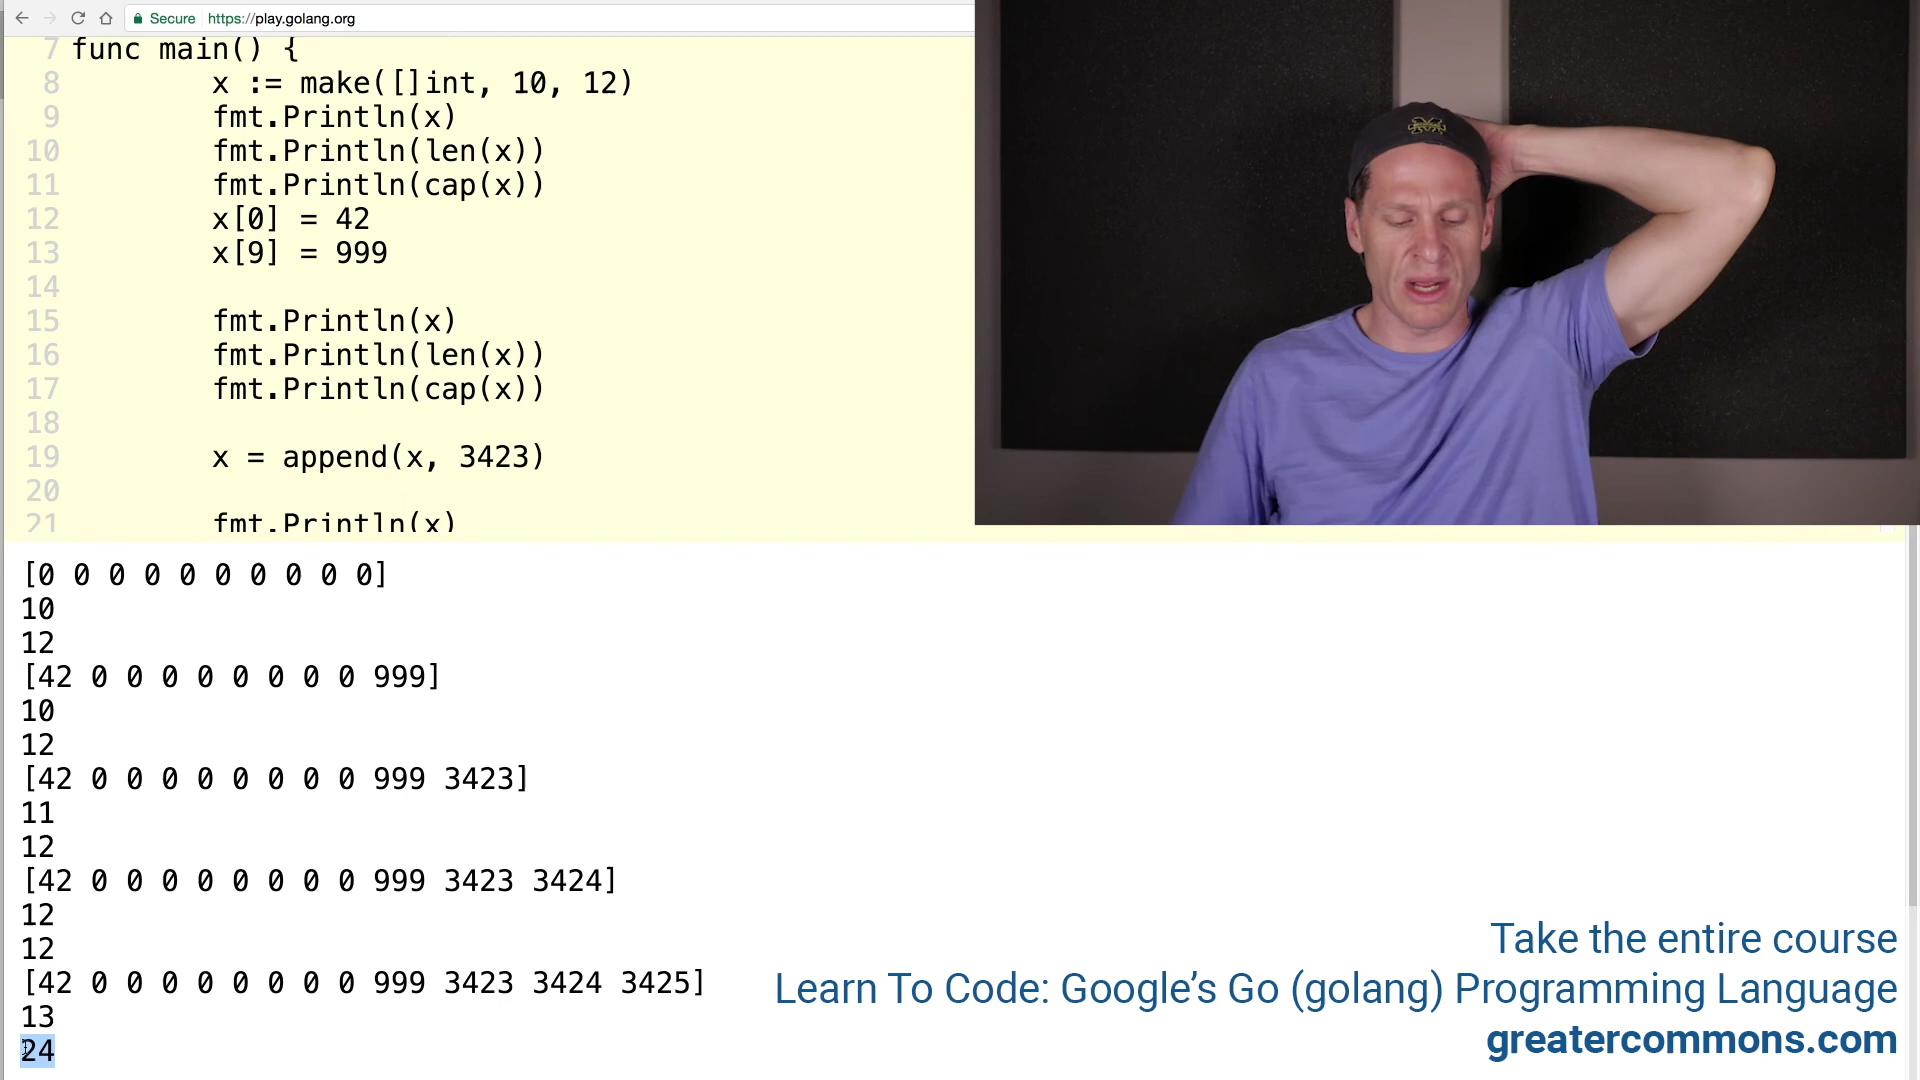 Secure https://play.golang.org
7 func main() {
8 x := make([]int, 10, 12)
9 fmt.Println(x)
10 fmt.Println(len(x))
11 fmt.Println(cap(x))
12 x[0] = 42
13 x[9] = 999
14
15 fmt.Println(x)
16 fmt.Println(len(x))
17 fmt.Println(cap(x))
18
19 x = append(x, 3423)
20
21 fmt.Println(x)
[0 0 0 0 0 0 0 0 0 0]
10
12
[42 0 0 0 0 0 0 0 0 999]
10
12
[42 0 0 0 0 0 0 0 0 999 3423]
11
12
[42 0 0 0 0 0 0 0 0 999 3423 3424]
12
12
[42 0 0 0 0 0 0 0 0 999 3423 3424 3425]
13
24
Take the entire course
Learn To Code: Google’s Go (golang) Programming Language
greatercommons.com